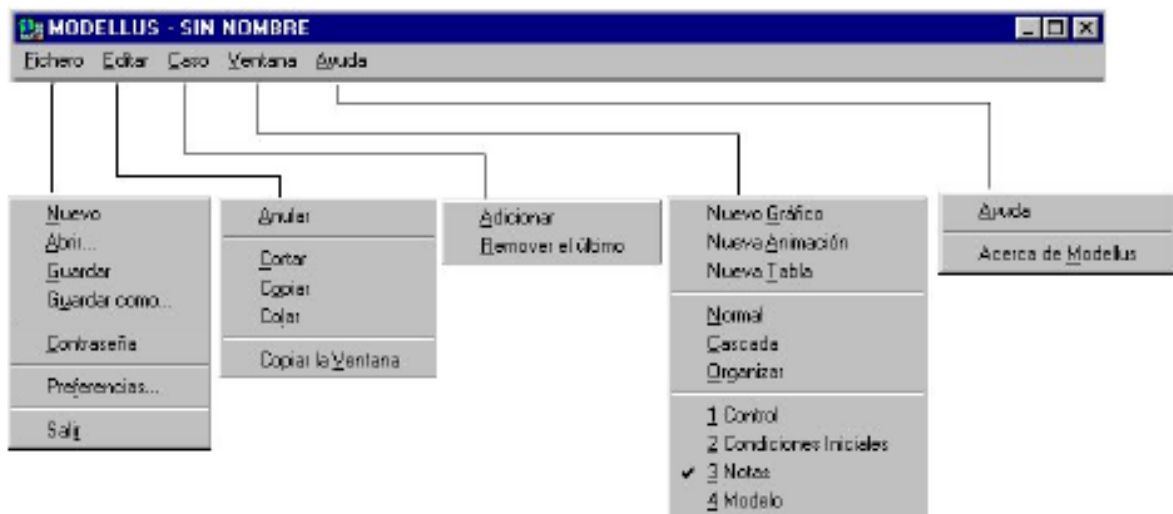 MODELLUS - SIN NOMBRE
Fichero Editar Caso Ventana Ayuda
Nuevo
Abrir...
Guardar
Guardar como...
Contraseña
Preferencias...
Salir
Anular
Cortar
Copiar
Colar
Copiar la Ventana
Adicionar
Remover el último
Nuevo Gráfico
Nueva Animación
Nueva Tabla
Normal
Cascada
Organizar
1 Control
2 Condiciones Iniciales
✔ 3 Notas
4 Modelo
Ayuda
Acerca de Modellus